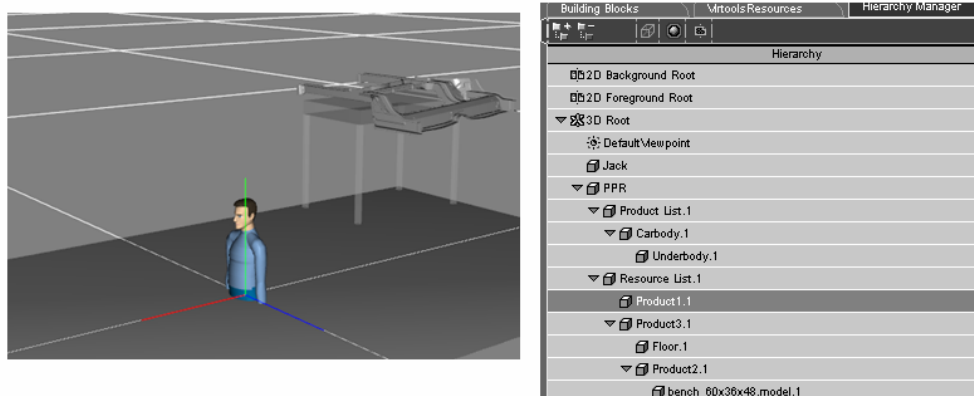 Building Blocks
VirtoolsResources
Hierarchy Manager
Hierarchy
2D Background Root
2D Foreground Root
3D Root
DefaultViewpoint
Jack
PPR
Product List.1
Carbody.1
Underbody.1
Resource List.1
Product1.1
Product3.1
Floor.1
Product2.1
bench_60x36x48.model.1